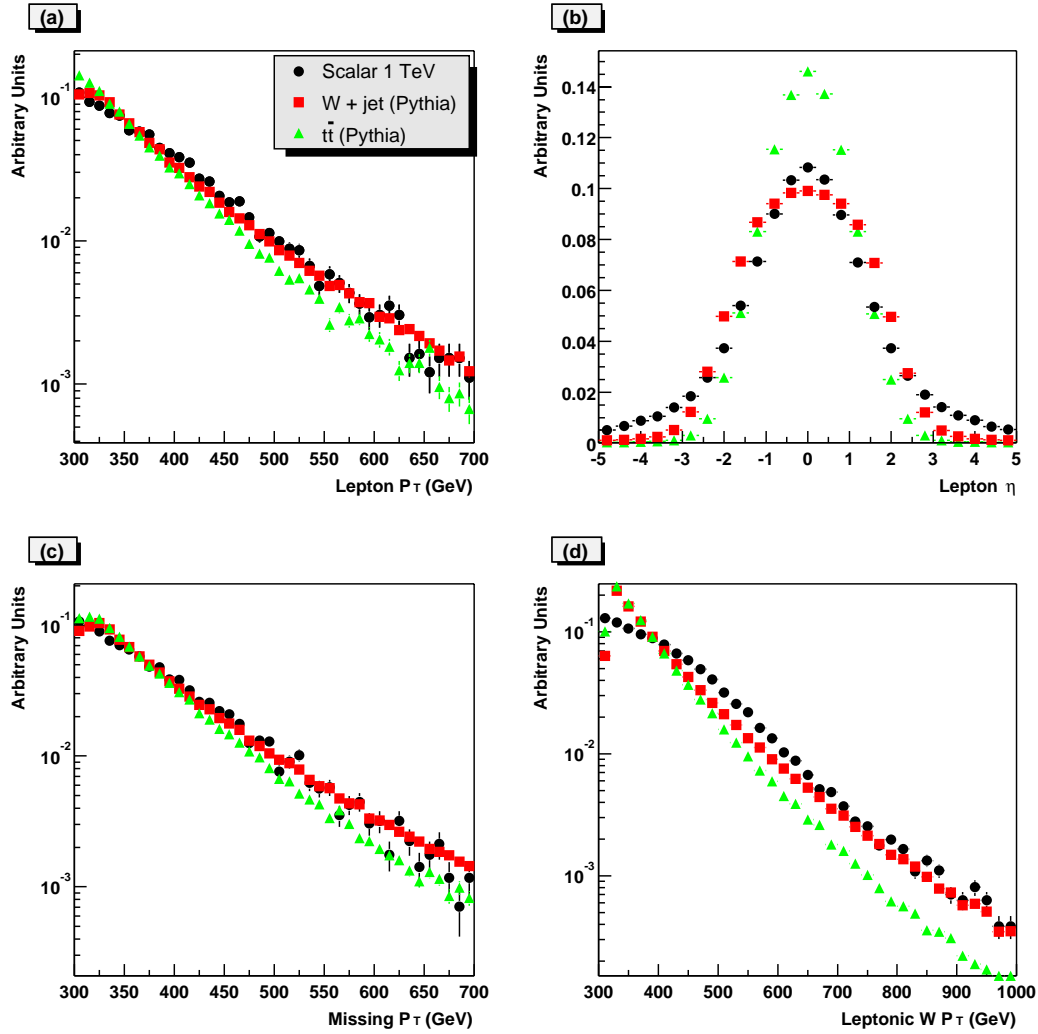 (a)
Arbitrary Units
10-1
10-2
10-3
Scalar 1 TeV
W + jet (Pythia)
tt̄ (Pythia)
300 350 400 450 500 550 600 650 700
Lepton PT (GeV)
(b)
Arbitrary Units
0.14
0.12
0.1
0.08
0.06
0.04
0.02
0
-5 -4 -3 -2 -1 0 1 2 3 4 5
Lepton η
(c)
Arbitrary Units
10-1
10-2
10-3
300 350 400 450 500 550 600 650 700
Missing PT (GeV)
(d)
Arbitrary Units
10-1
10-2
10-3
300 400 500 600 700 800 900 1000
Leptonic W PT (GeV)